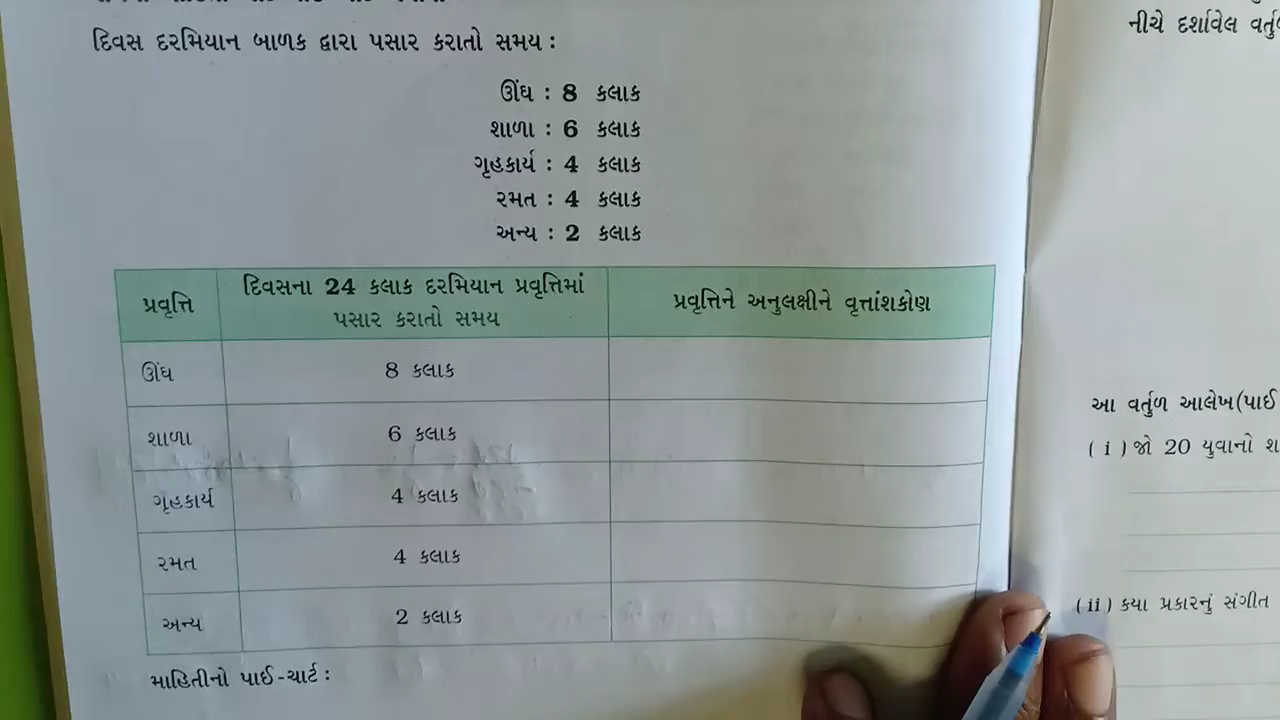 દિવસ દરમિયાન બાળક દ્વારા પસાર કરાતો સમય :
ઊંઘ : 8 કલાક
શાળા : 6 કલાક
ગૃહકાર્ય : 4 કલાક
રમત : 4 કલાક
અન્ય : 2 કલાક
પ્રવૃત્તિ
દિવસના 24 કલાક દરમિયાન પ્રવૃત્તિમાં
પસાર કરાતો સમય
પ્રવૃત્તિને અનુલક્ષીને વૃત્તાંશકોણ
ઊંઘ 8 કલાક
શાળા 6 કલાક
ગૃહકાર્ય 4 કલાક
રમત 4 કલાક
અન્ય 2 કલાક
માહિતીનો પાઈ-ચાર્ટ :
નીચે દર્શાવેલ
આ વર્તુળ આલેખ(પાઈ
( i ) જો 20 યુવાનો
( ii ) કયા પ્રકારનું સંગીત